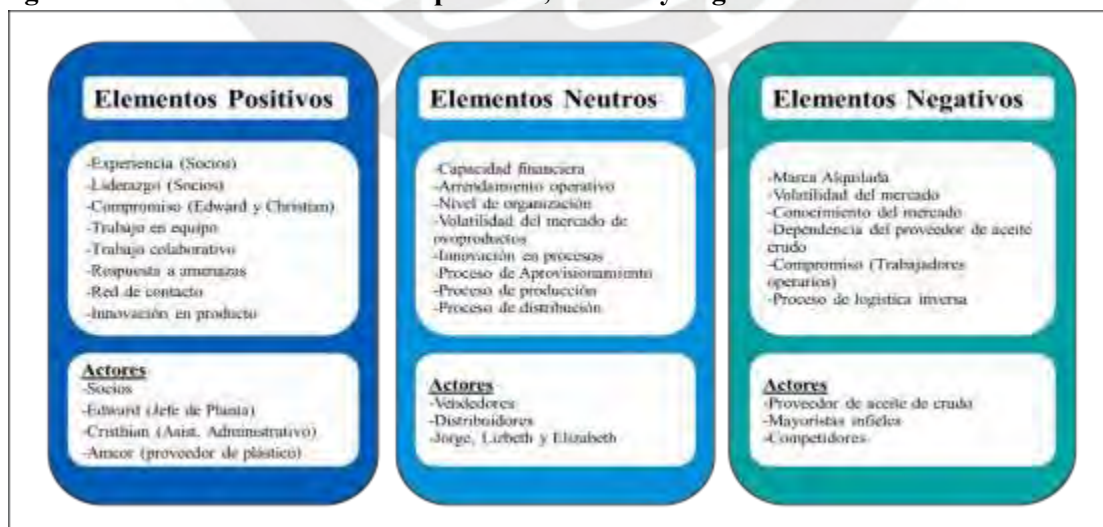 Elementos Positivos
-Experiencia (Socios)
-Liderazgo (Socios)
-Compromiso (Edward y Christian)
-Trabajo en equipo
-Trabajo colaborativo
-Respuesta a amenazas
-Red de contacto
-Innovación en producto
Actores
-Socios
-Edward (Jefe de Planta)
-Cristhian (Asist. Administrativo)
-Amcor (proveedor de plástico)
Elementos Neutros
-Capacidad financiera
-Arrendamiento operativo
-Nivel de organización
-Volatilidad del mercado de
ovoproductos
-Innovación en procesos
-Proceso de Aprovisionamiento
-Proceso de producción
-Proceso de distribución
Actores
-Vendedores
-Distribuidores
-Jorge, Lizbeth y Elizabeth
Elementos Negativos
-Marca Alquilada
-Volatilidad del mercado
-Conocimiento del mercado
-Dependencia del proveedor de aceite
crudo
-Compromiso (Trabajadores
operarios)
-Proceso de logística inversa
Actores
-Proveedor de aceite de crudo
-Mayoristas infieles
-Competidores